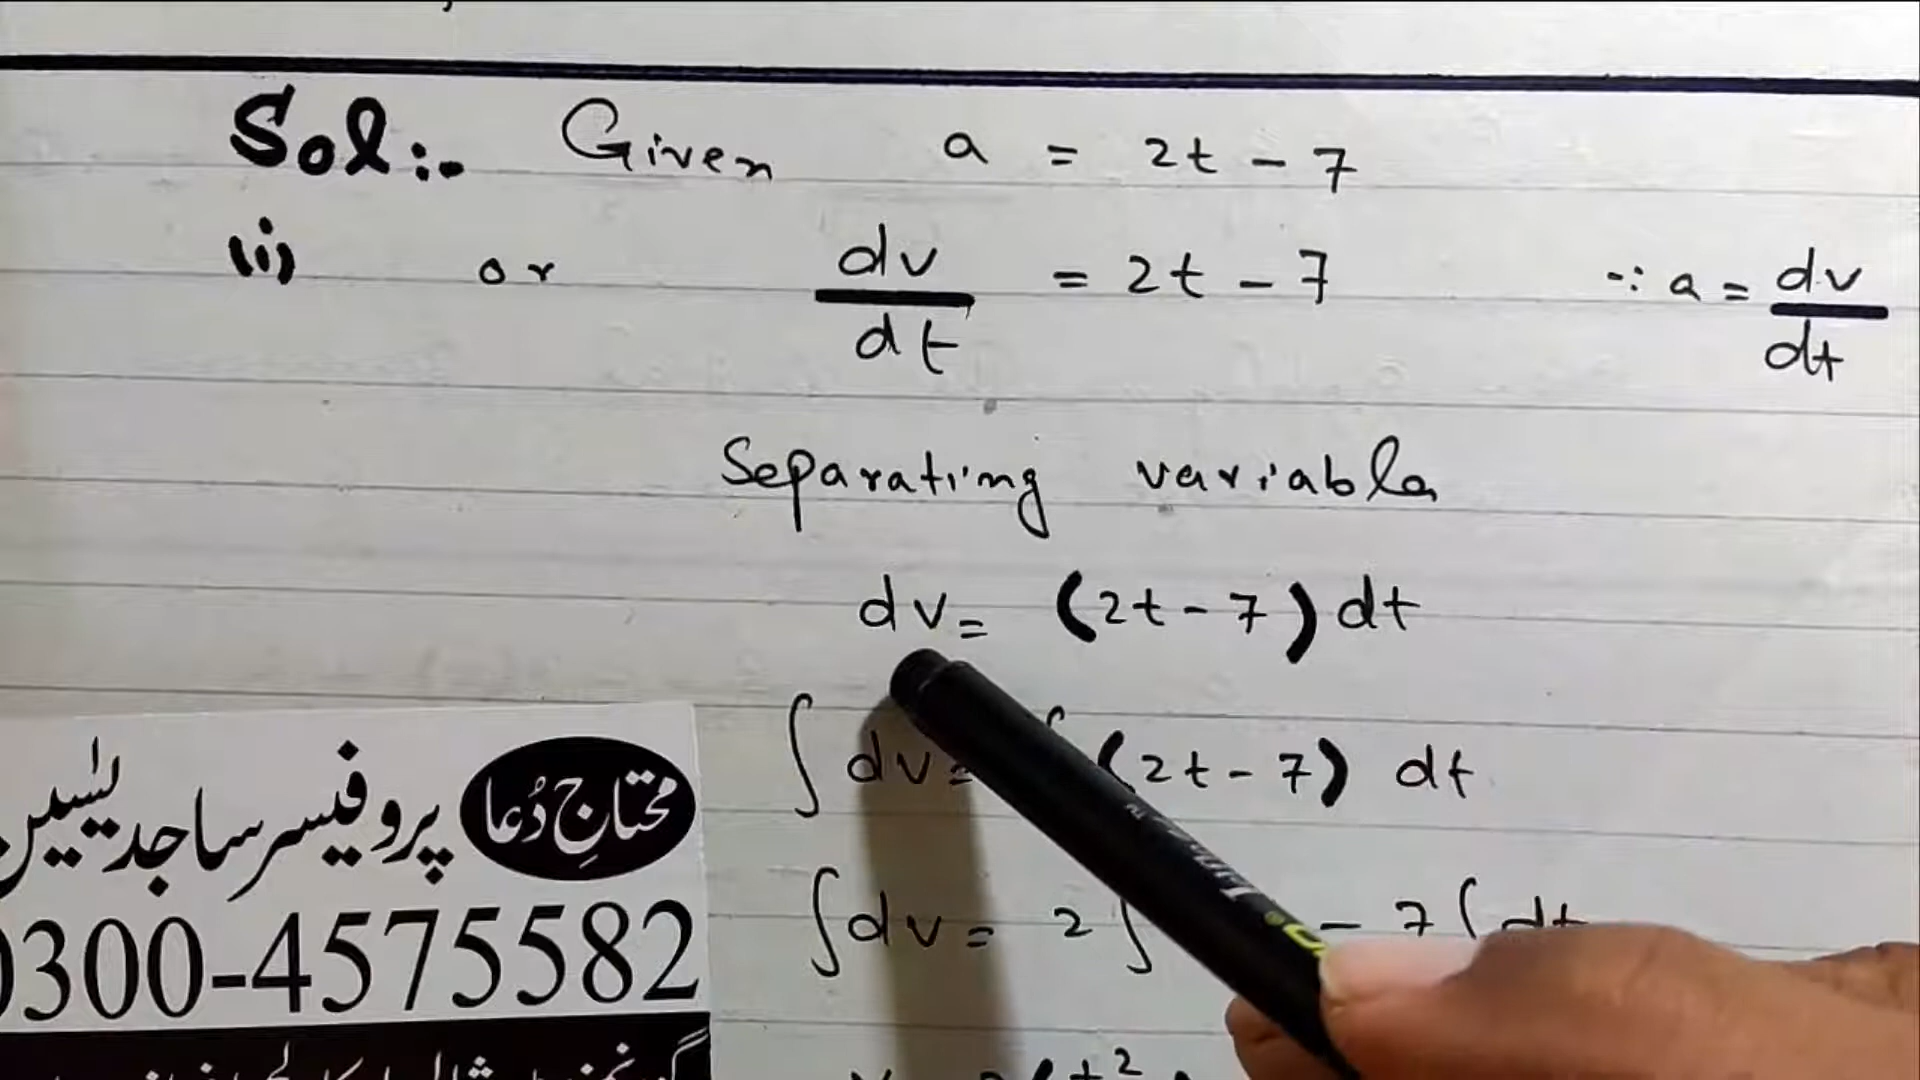 Sol:- Given a = 2t - 7
(i) or dv/dt = 2t - 7 ∵ a = dv/dt
Separating variable
dv = (2t - 7) dt
∫ dv = ∫ (2t - 7) dt
∫ dv = 2 ∫ - 7 ∫ dt
محتاجِ دُعا پروفیسر ساجد یٰسین
0300-4575582